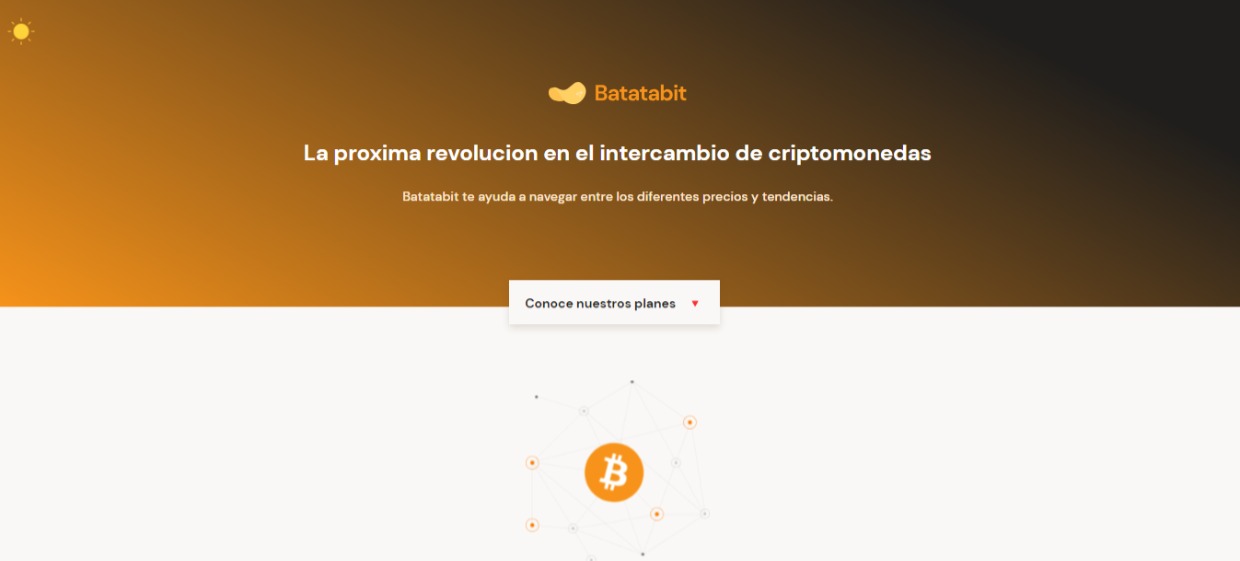 Batatabit
La proxima revolucion en el intercambio de criptomonedas
Batatabit te ayuda a navegar entre los diferentes precios y tendencias.
Conoce nuestros planes